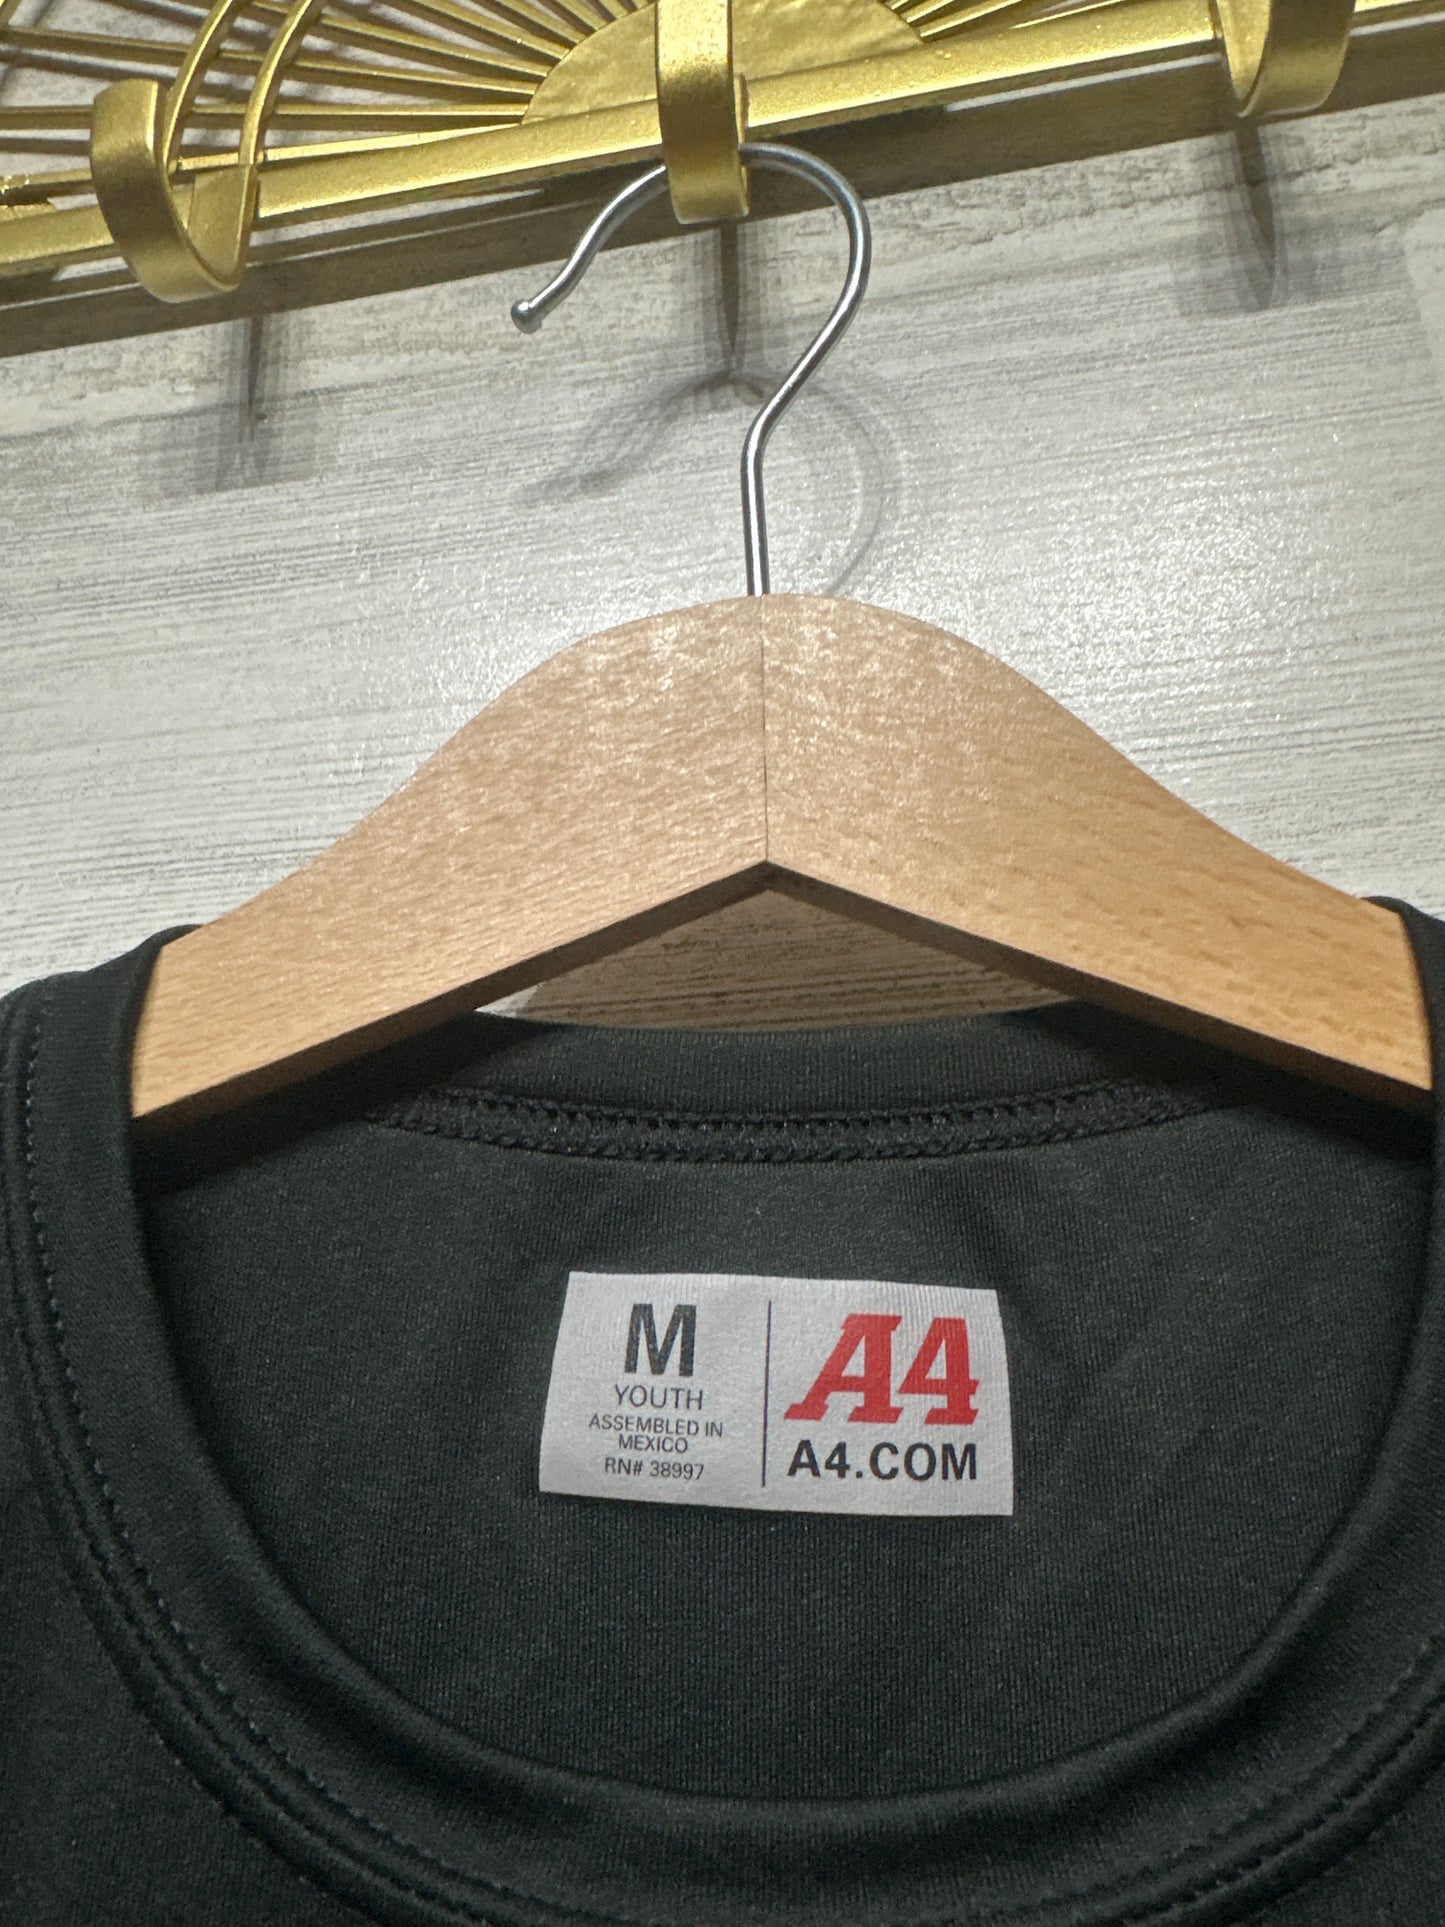 M
YOUTH
ASSEMBLED IN
MEXICO
RN# 38997
A4
A4.COM